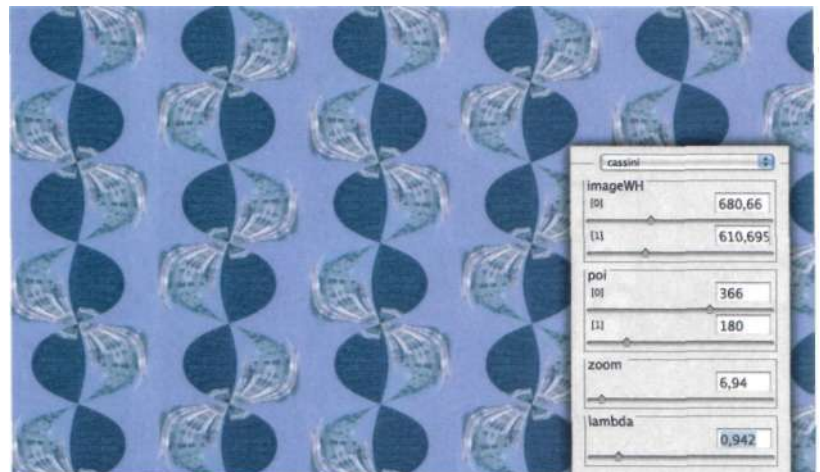 cassini
imageWH
[0] 680,66
[1] 610,695
poi
[0] 366
[1] 180
zoom
6,94
lambda
0,942